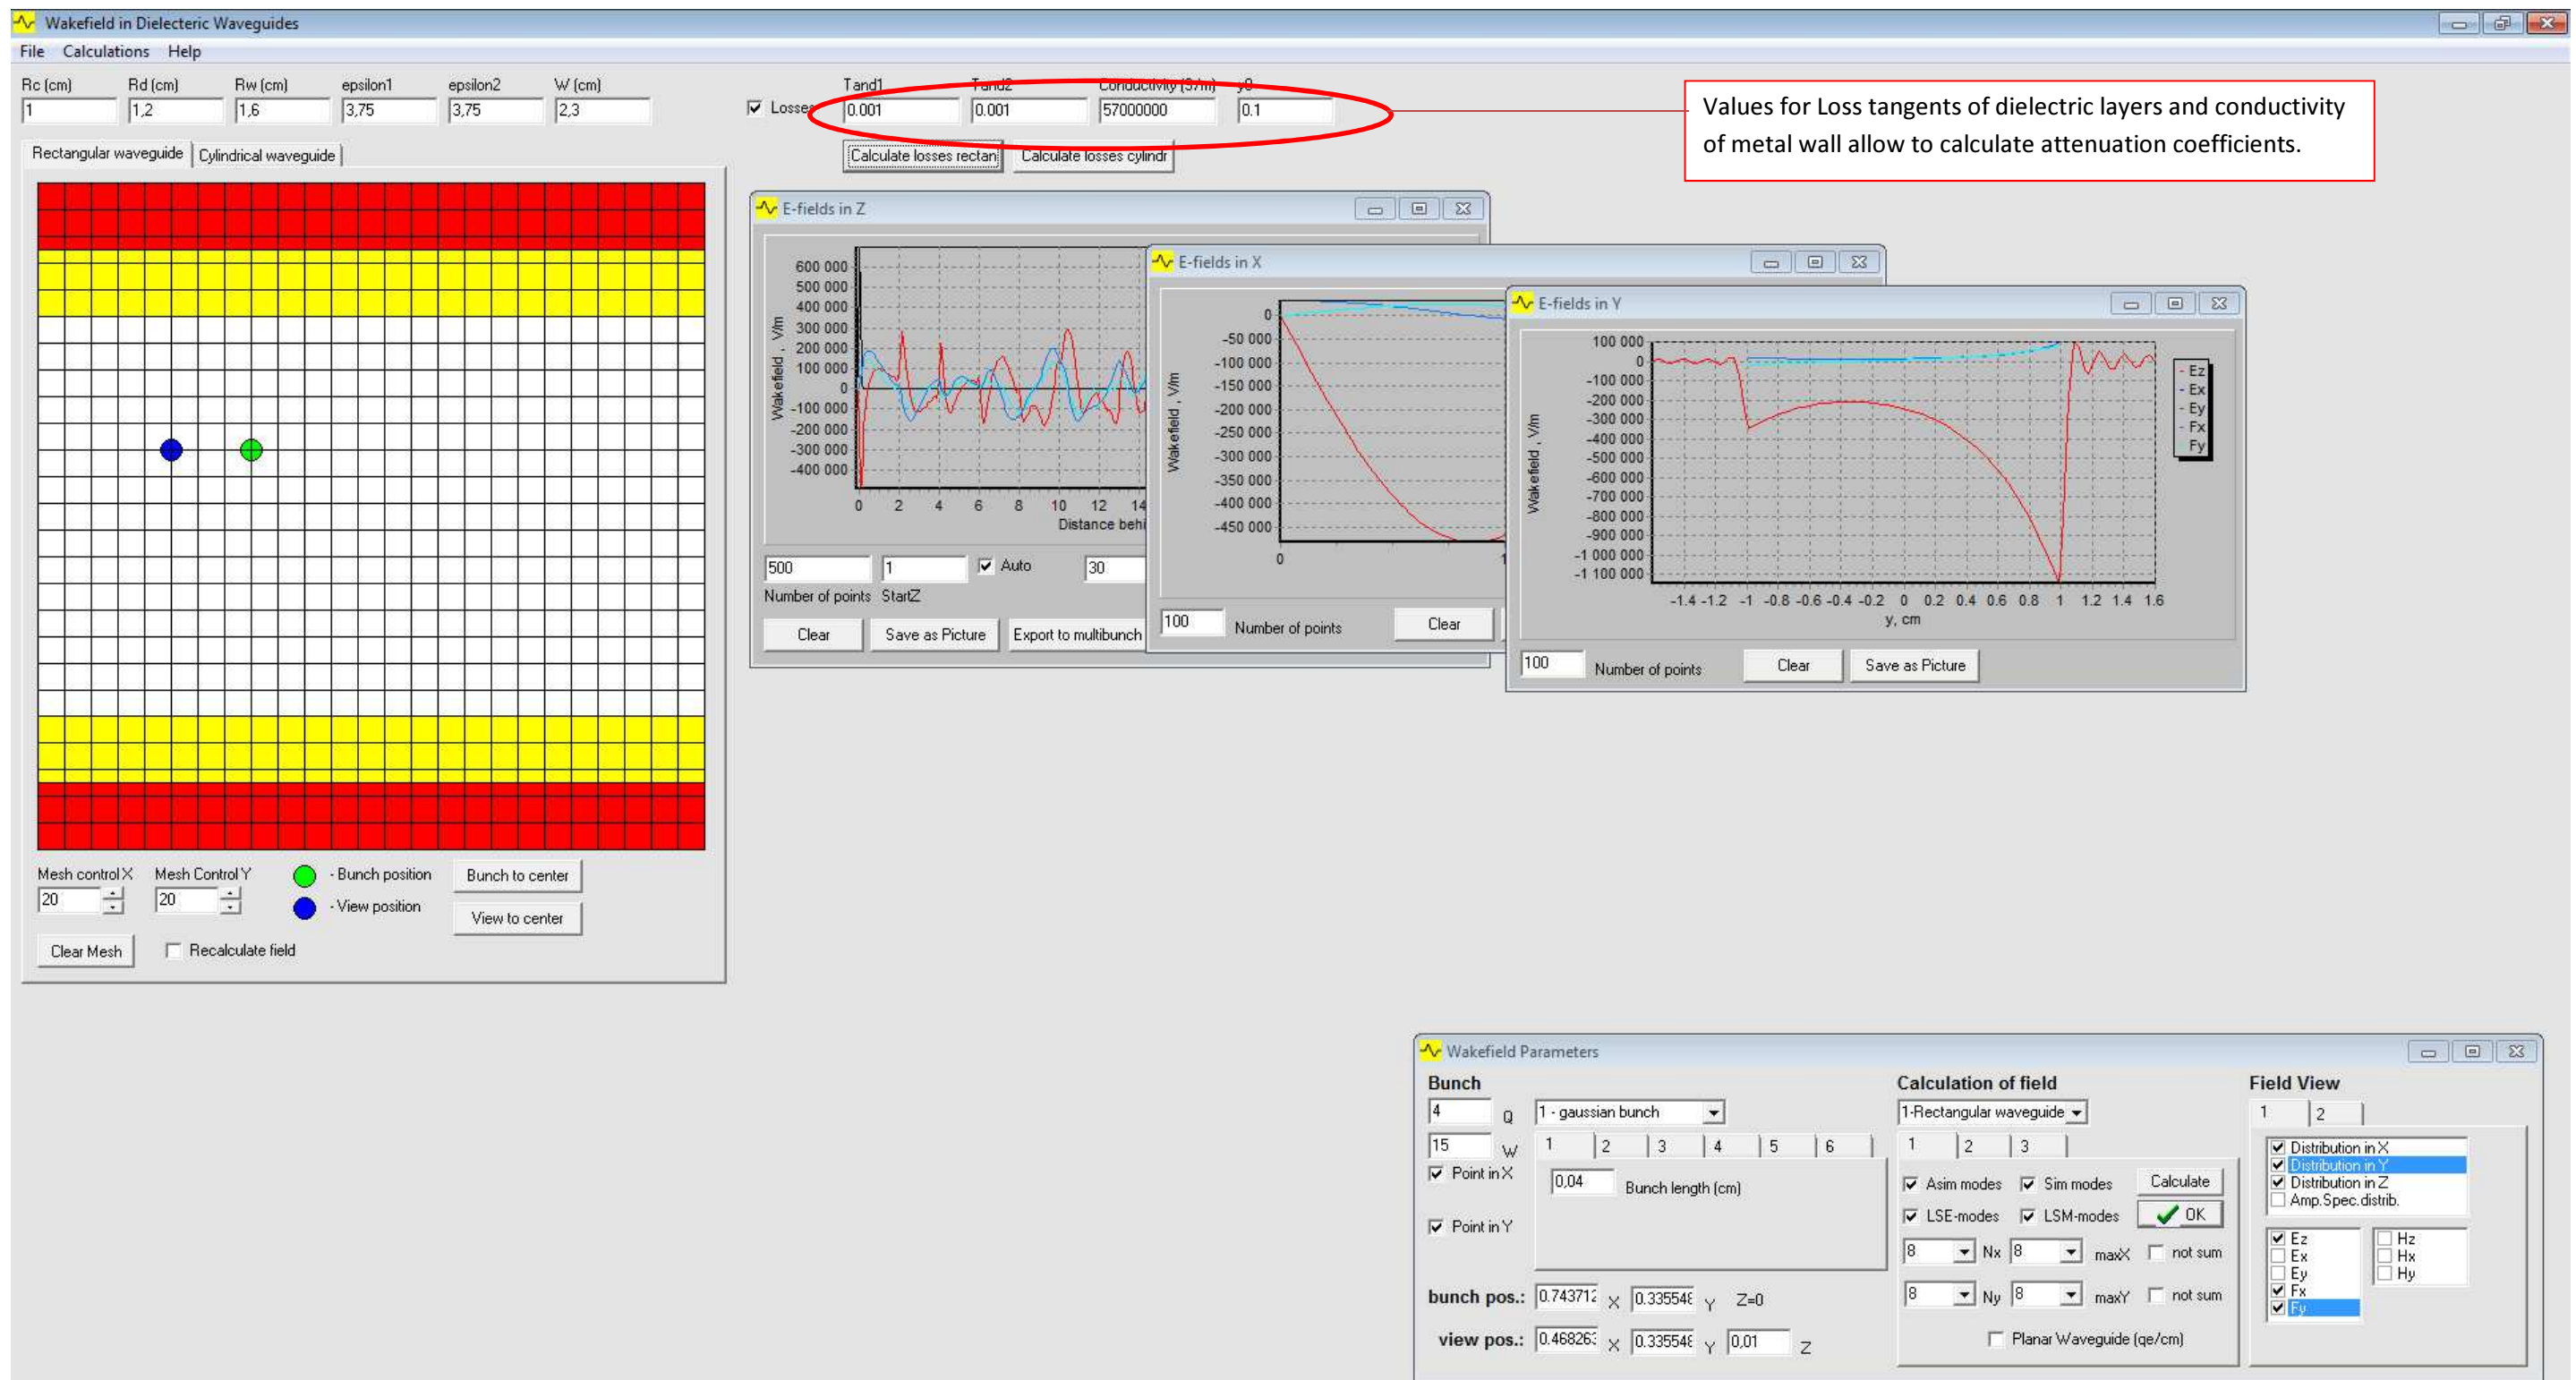 Wakefield in Dielecteric Waveguides
File Calculations Help
Rc (cm) Rd (cm) Rw (cm) epsilon1 epsilon2 W (cm)
1 1,2 1,6 3,75 3,75 2,3
Tand1 Tand2 Conductivity (S7m) y0
Losses 0.001 0.001 57000000 0.1
Calculate losses rectan Calculate losses cylindr
Values for Loss tangents of dielectric layers and conductivity
of metal wall allow to calculate attenuation coefficients.
Rectangular waveguide Cylindrical waveguide
Mesh control X Mesh Control Y
20 20
- Bunch position Bunch to center
- View position View to center
Clear Mesh Recalculate field
E-fields in Z
Wakefield , V/m
600 000
500 000
400 000
300 000
200 000
100 000
0
-100 000
-200 000
-300 000
-400 000
0 2 4 6 8 10 12 14
Distance behi
500 1 Auto 30
Number of points StartZ
Clear Save as Picture Export to multibunch
E-fields in X
Wakefield , V/m
0
-50 000
-100 000
-150 000
-200 000
-250 000
-300 000
-350 000
-400 000
-450 000
0 1
100 Number of points Clear
E-fields in Y
Wakefield , V/m
100 000
0
-100 000
-200 000
-300 000
-400 000
-500 000
-600 000
-700 000
-800 000
-900 000
-1 000 000
-1 100 000
-1.4 -1.2 -1 -0.8 -0.6 -0.4 -0.2 0 0.2 0.4 0.6 0.8 1 1.2 1.4 1.6
y, cm
- Ez
- Ex
- Ey
- Fx
Fy
100 Number of points Clear Save as Picture
Wakefield Parameters
Bunch
4 Q 1 - gaussian bunch
15 W 1 2 3 4 5 6
Point in X
0,04 Bunch length (cm)
Point in Y
bunch pos.: 0.743712 X 0.335548 Y Z=0
view pos.: 0.468263 X 0.335548 Y 0,01 Z
Calculation of field
1-Rectangular waveguide
1 2 3
Asim modes Sim modes Calculate
LSE-modes LSM-modes OK
8 Nx 8 maxX not sum
8 Ny 8 maxY not sum
Planar Waveguide (qe/cm)
Field View
1 2
Distribution in X
Distribution in Y
Distribution in Z
Amp.Spec.distrib.
Ez Hz
Ex Hx
Ey Hy
Fx
Fy